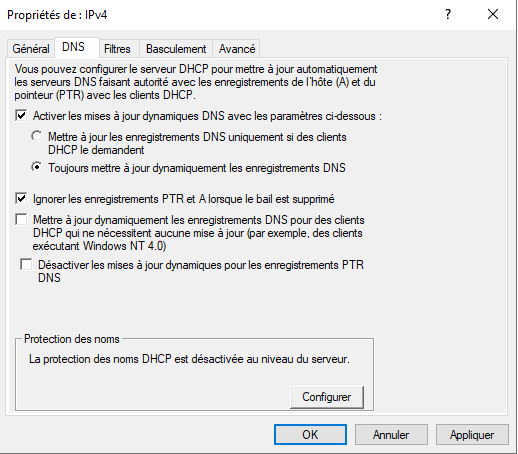 Propriétés de : IPv4
?
Général DNS Filtres Basculement Avancé
Vous pouvez configurer le serveur DHCP pour mettre à jour automatiquement
les serveurs DNS faisant autorité avec les enregistrements de l'hôte (A) et du
pointeur (PTR) avec les clients DHCP.
Activer les mises à jour dynamiques DNS avec les paramètres ci-dessous :
Mettre à jour les enregistrements DNS uniquement si des clients
DHCP le demandent
Toujours mettre à jour dynamiquement les enregistrements DNS
Ignorer les enregistrements PTR et A lorsque le bail est supprimé
Mettre à jour dynamiquement les enregistrements DNS pour des clients
DHCP qui ne nécessitent aucune mise à jour (par exemple, des clients
exécutant Windows NT 4.0)
Désactiver les mises à jour dynamiques pour les enregistrements PTR
DNS
Protection des noms
La protection des noms DHCP est désactivée au niveau du serveur.
Configurer
OK Annuler Appliquer